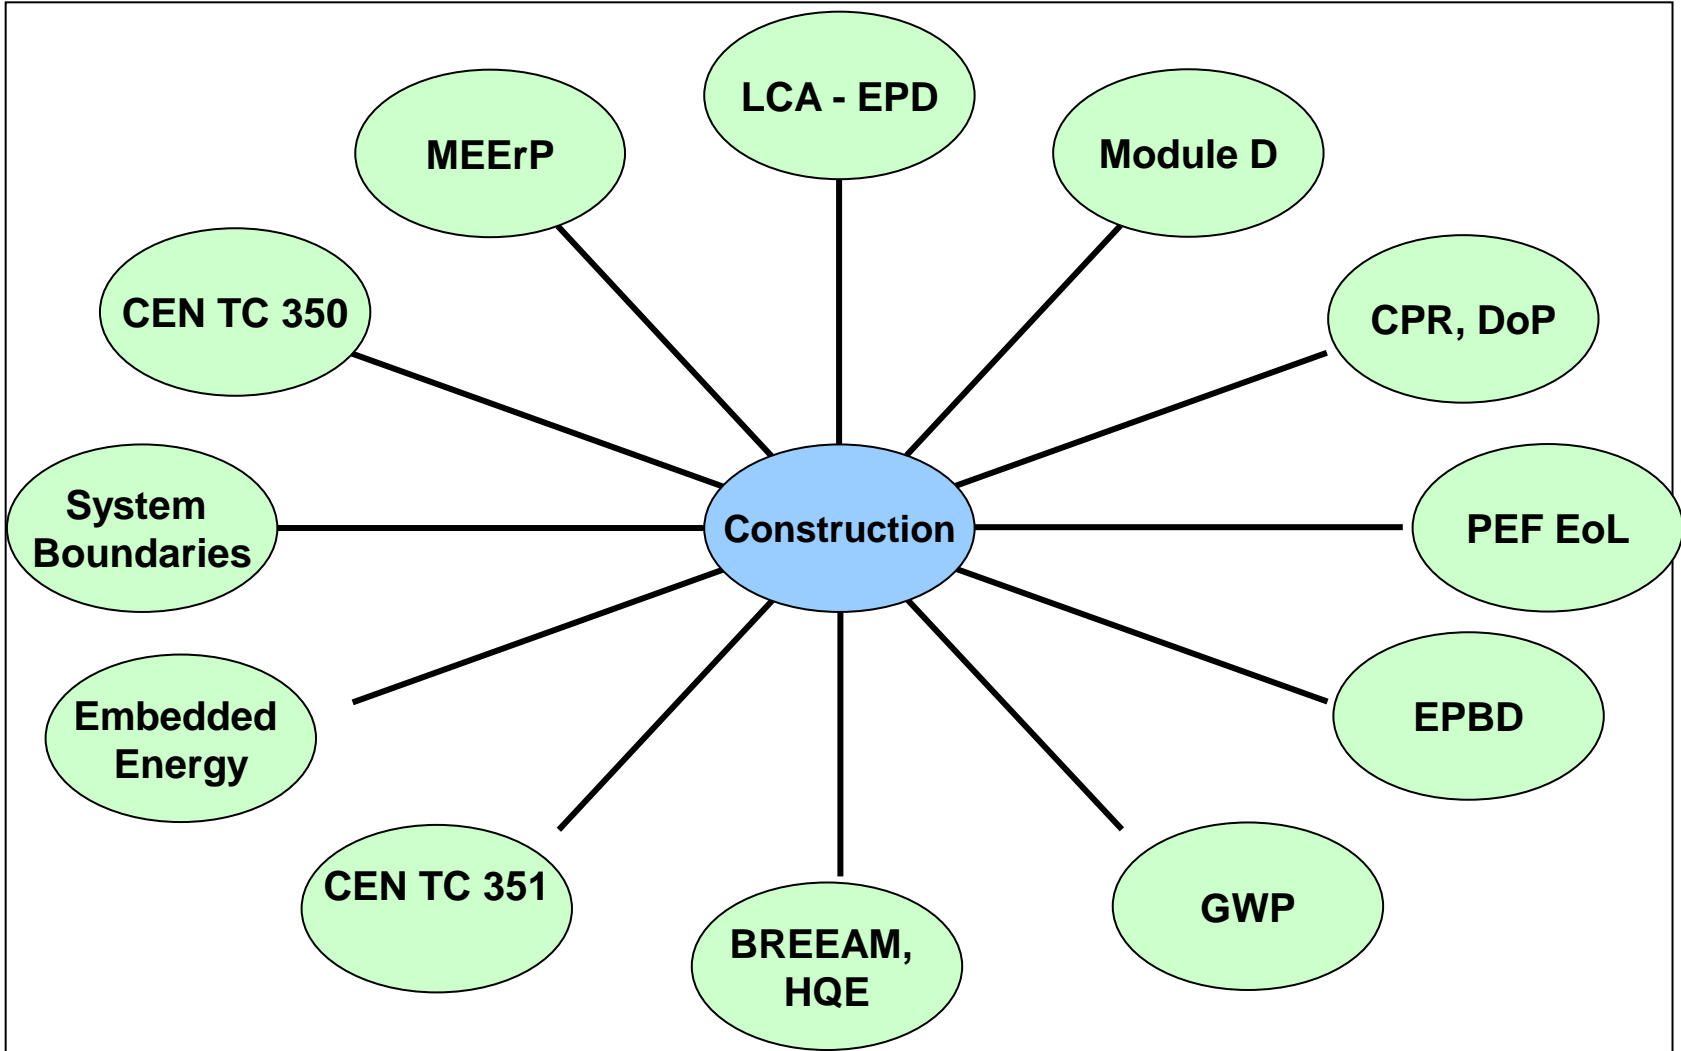 LCA - EPD
MEErP
Module D
CEN TC 350
CPR, DoP
System
Boundaries
Construction
PEF EoL
Embedded
Energy
EPBD
CEN TC 351
GWP
BREEAM,
HQE